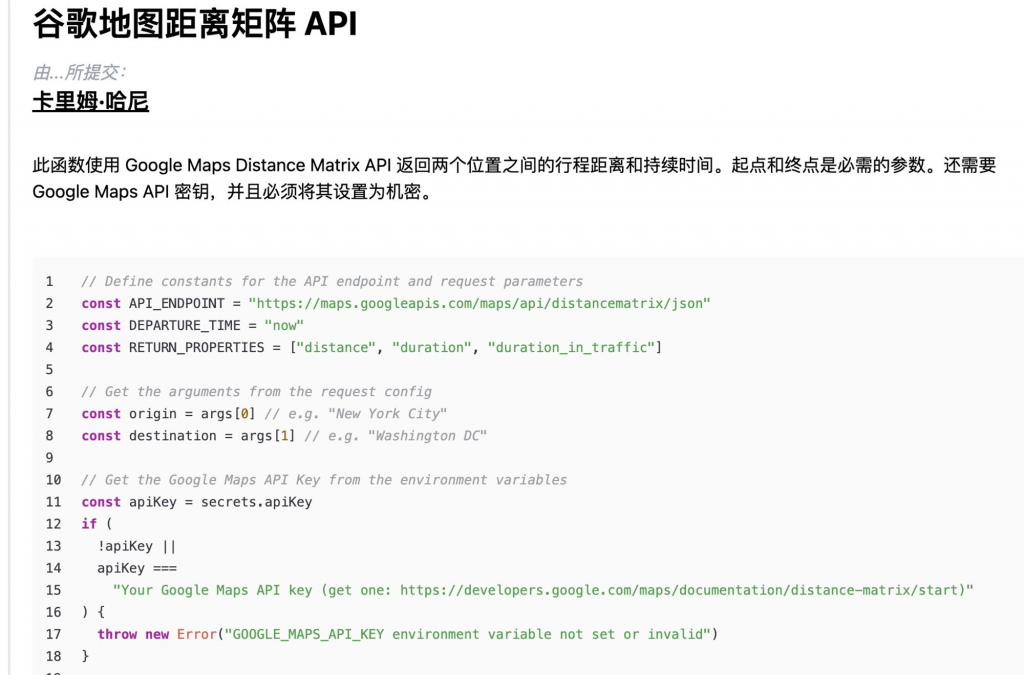 谷歌地图距离矩阵 API
由...所提交：
卡里姆·哈尼
此函数使用 Google Maps Distance Matrix API 返回两个位置之间的行程距离和持续时间。起点和终点是必需的参数。还需要
Google Maps API 密钥，并且必须将其设置为机密。
1 // Define constants for the API endpoint and request parameters
2 const API_ENDPOINT = "https://maps.googleapis.com/maps/api/distancematrix/json"
3 const DEPARTURE_TIME = "now"
4 const RETURN_PROPERTIES = ["distance", "duration", "duration_in_traffic"]
5
6 // Get the arguments from the request config
7 const origin = args[0] // e.g. "New York City"
8 const destination = args[1] // e.g. "Washington DC"
9
10 // Get the Google Maps API Key from the environment variables
11 const apiKey = secrets.apiKey
12 if (
13 !apiKey ||
14 apiKey ===
15 "Your Google Maps API key (get one: https://developers.google.com/maps/documentation/distance-matrix/start)"
16 ) {
17 throw new Error("GOOGLE_MAPS_API_KEY environment variable not set or invalid")
18 }